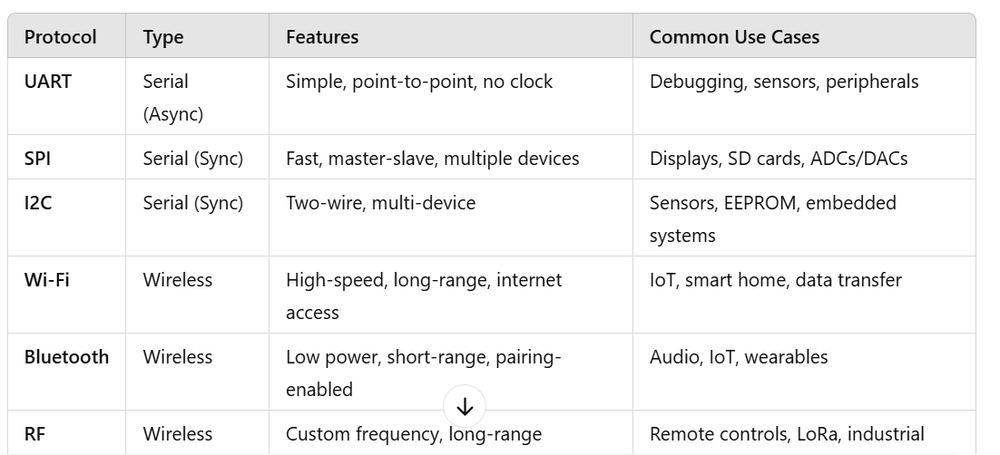 Protocol Type Features Common Use Cases
UART Serial Simple, point-to-point, no clock Debugging, sensors, peripherals
(Async)
SPI Serial (Sync) Fast, master-slave, multiple devices Displays, SD cards, ADCs/DACs
I2C Serial (Sync) Two-wire, multi-device Sensors, EEPROM, embedded
systems
Wi-Fi Wireless High-speed, long-range, internet IoT, smart home, data transfer
access
Bluetooth Wireless Low power, short-range, pairing- Audio, IoT, wearables
enabled
RF Wireless Custom frequency, long-range Remote controls, LoRa, industrial